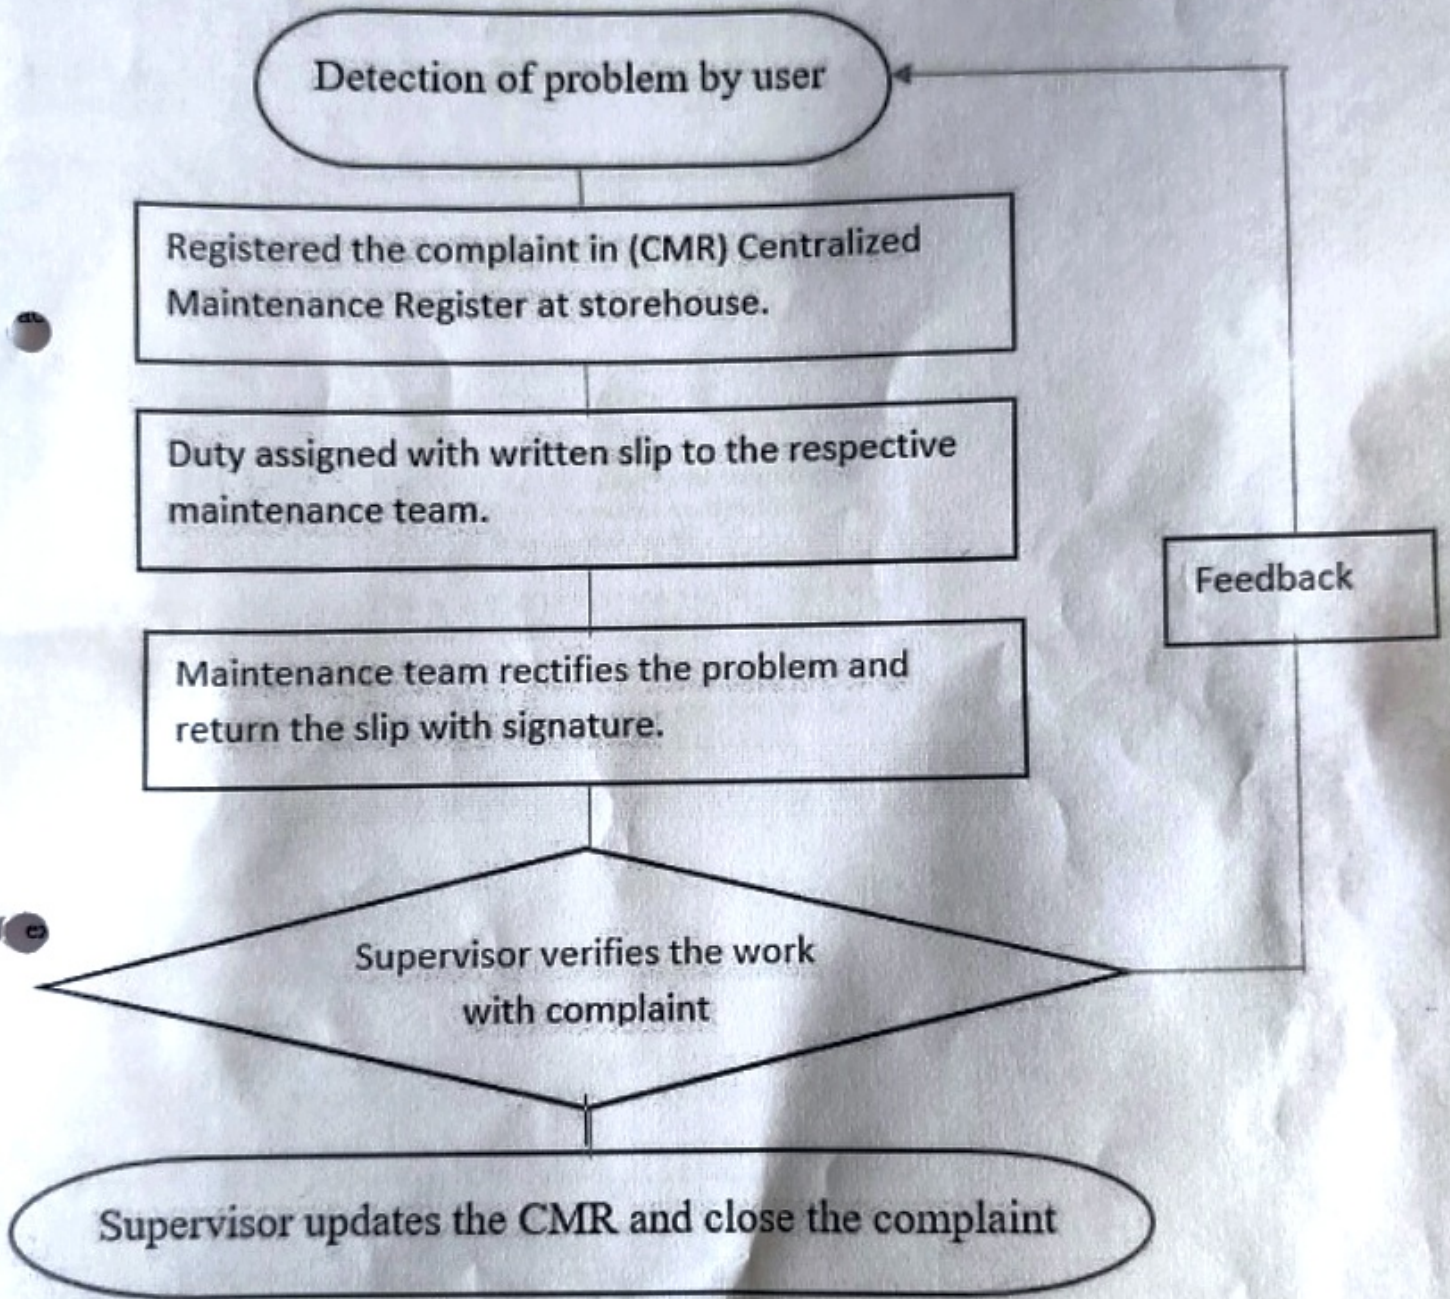 Detection of problem by user
Registered the complaint in (CMR) Centralized
Maintenance Register at storehouse.
Duty assigned with written slip to the respective
maintenance team.
Feedback
Maintenance team rectifies the problem and
return the slip with signature.
Supervisor verifies the work
with complaint
Supervisor updates the CMR and close the complaint